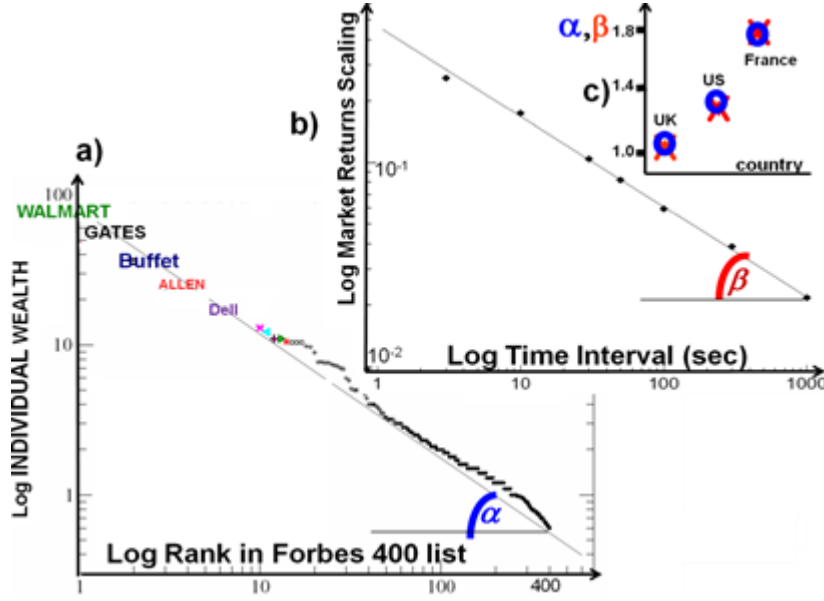 a)
Log INDIVIDUAL WEALTH
100
10
1
WALMART
GATES
Buffet
ALLEN
Dell
α
Log Rank in Forbes 400 list
1
10
100
400
b)
Log Market Returns Scaling
10⁻¹
10⁻²
β
Log Time Interval (sec)
1
10
100
1000
c)
α,β
1.8
1.4
1.0
UK
US
France
country